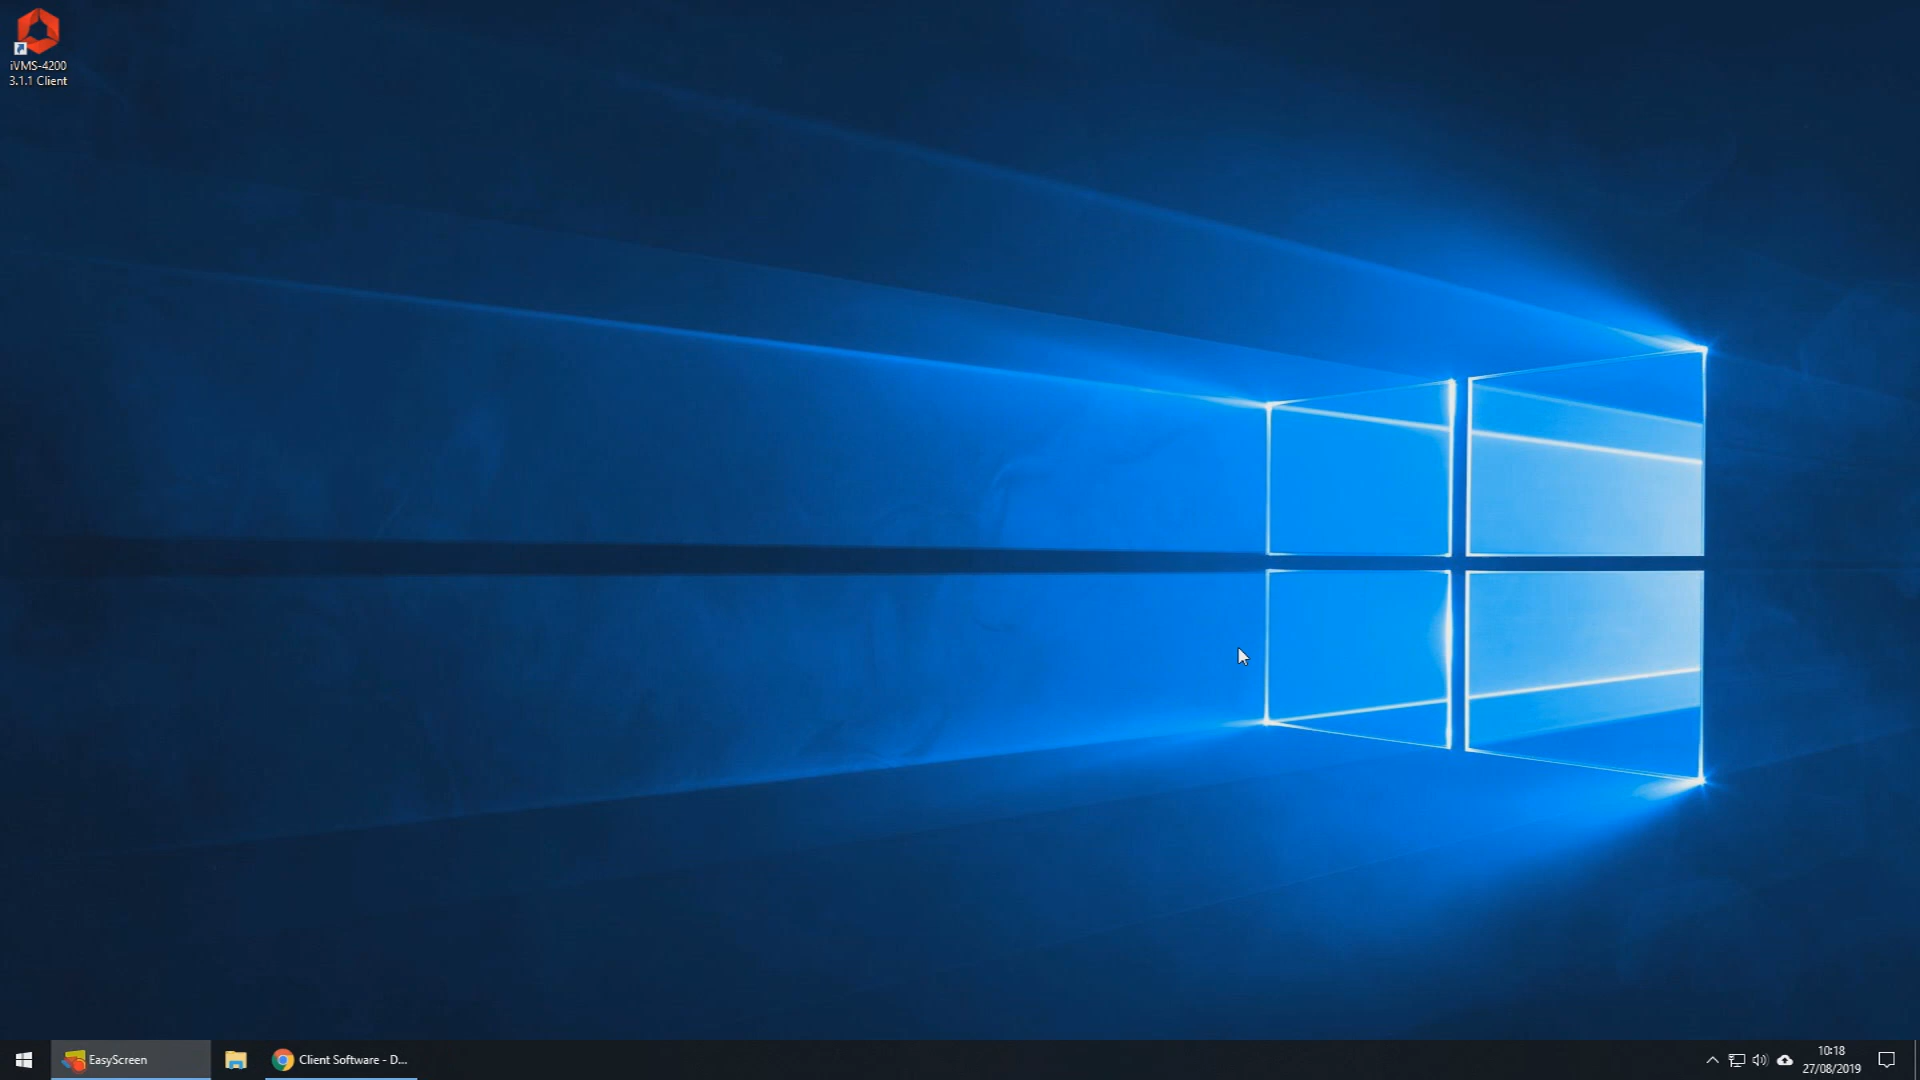 iVMS-4200
3.1.1 Client
EasyScreen
Client Software - D...
10:18
27/08/2019